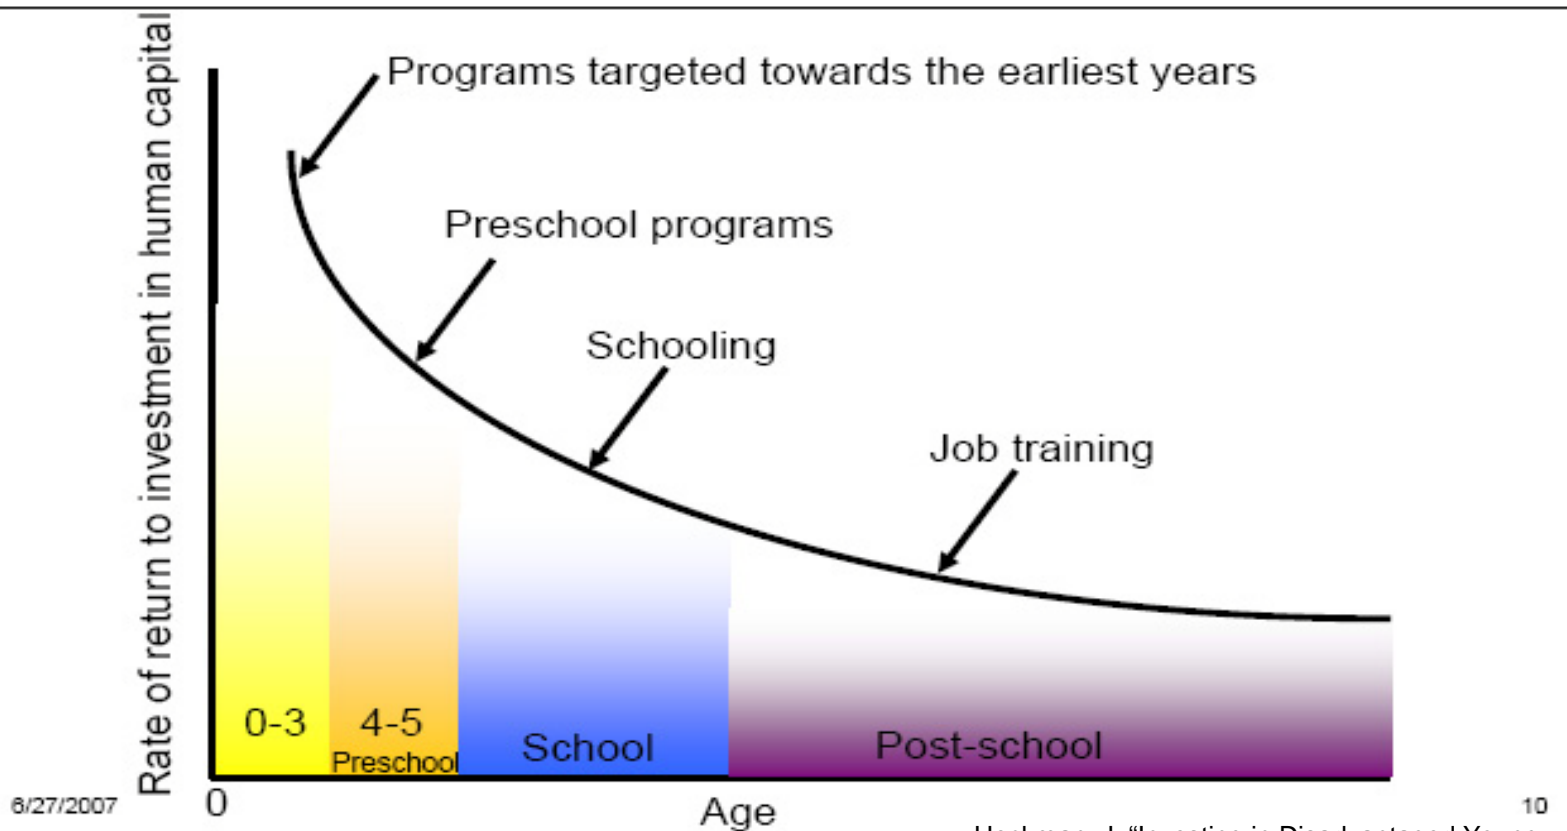 Rate of return to investment in human capital
Programs targeted towards the earliest years
Preschool programs
Schooling
Job training
0-3
4-5
Preschool
School
Post-school
6/27/2007
0
Age
10